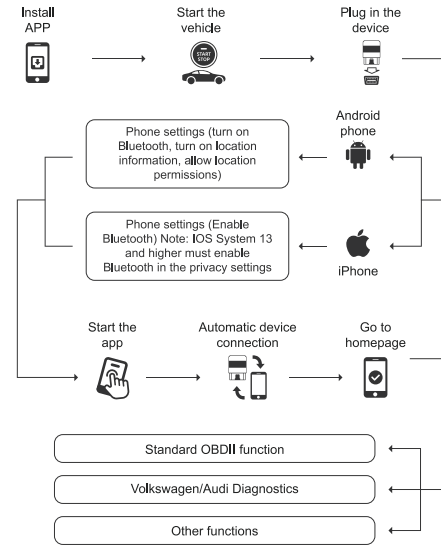 Install
APP
Start the
vehicle
START
STOP
Plug in the
device
Android
phone
Phone settings (turn on
Bluetooth, turn on location
information, allow location
permissions)
Phone settings (Enable
Bluetooth) Note: IOS System 13
and higher must enable
Bluetooth in the privacy settings
iPhone
Start the
app
Automatic device
connection
Go to
homepage
Standard OBDII function
Volkswagen/Audi Diagnostics
Other functions